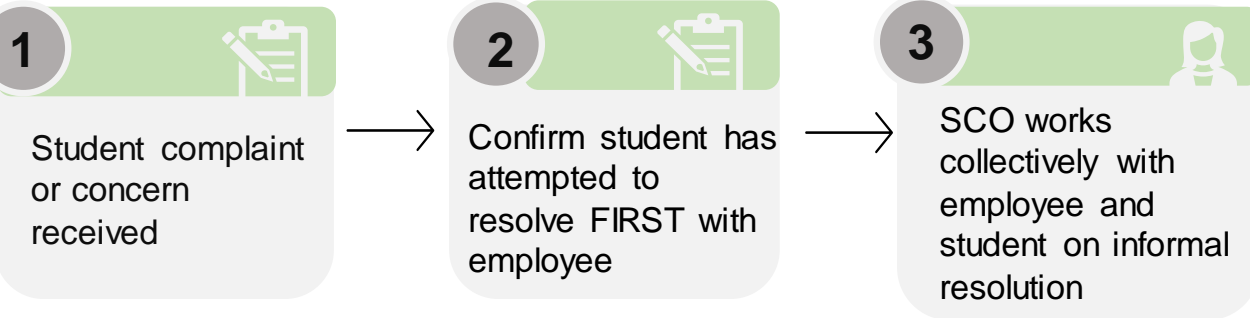 1
Student complaint
or concern
received
2
Confirm student has
attempted to
resolve FIRST with
employee
3
SCO works
collectively with
employee and
student on informal
resolution